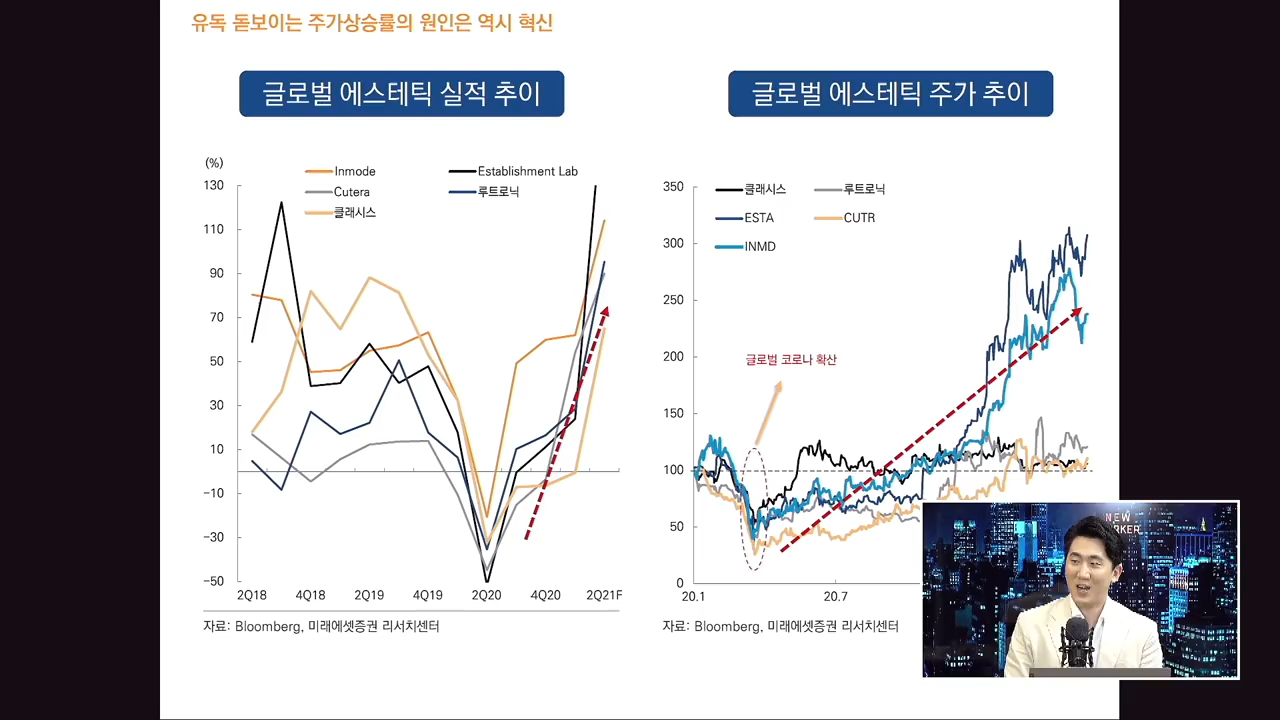 유독 돋보이는 주가상승률의 원인은 역시 혁신
글로벌 에스테틱 실적 추이
(%)
Inmode
Establishment Lab
Cutera
루트로닉
클래시스
130
110
90
70
50
30
10
-10
-30
-50
2Q18
4Q18
2Q19
4Q19
2Q20
4Q20
2Q21F
자료: Bloomberg, 미래에셋증권 리서치센터
글로벌 에스테틱 주가 추이
클래시스
루트로닉
ESTA
CUTR
INMD
350
300
250
200
150
100
50
0
글로벌 코로나 확산
20.1
20.7
자료: Bloomberg, 미래에셋증권 리서치센터
NEW